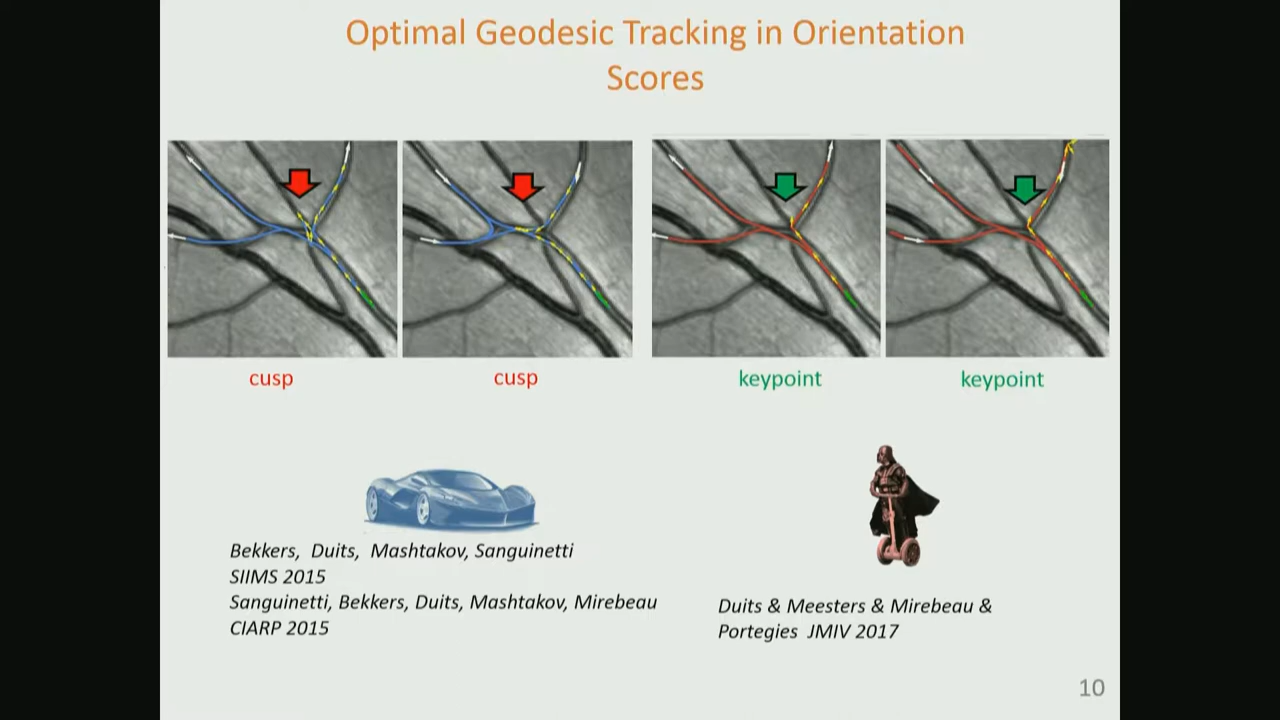 Optimal Geodesic Tracking in Orientation
Scores
cusp
cusp
keypoint
keypoint
Bekkers, Duits, Mashtakov, Sanguinetti
SIIMS 2015
Sanguinetti, Bekkers, Duits, Mashtakov, Mirebeau
CIARP 2015
Duits & Meesters & Mirebeau &
Portegies JMIV 2017
10